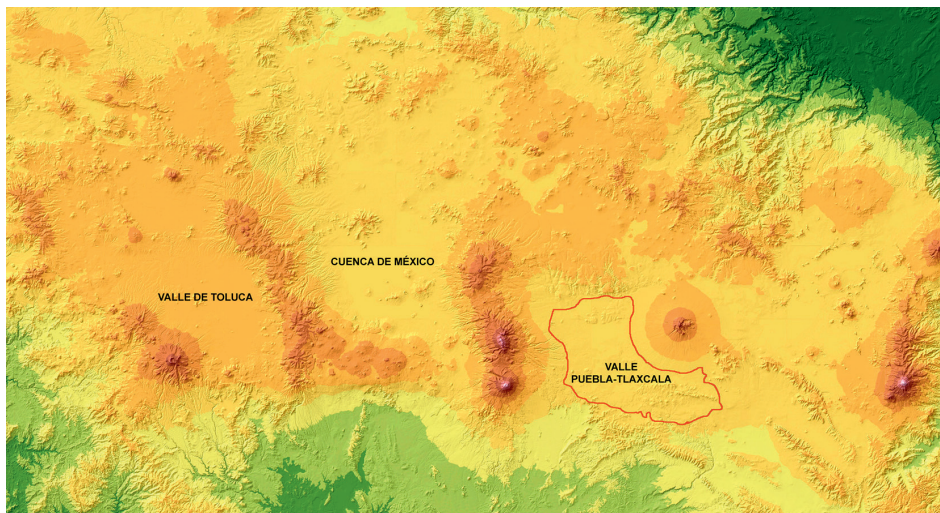 CUENCA DE MÉXICO
VALLE DE TOLUCA
VALLE
PUEBLA-TLAXCALA